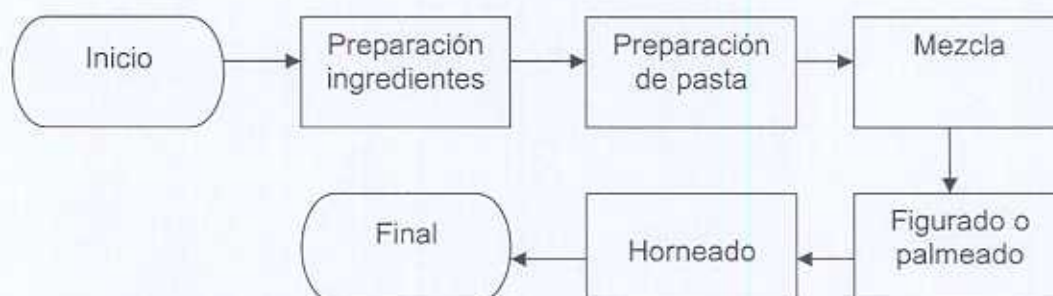 Inicio
Preparación
ingredientes
Preparación
de pasta
Mezcla
Figurado o
palmeado
Horneado
Final